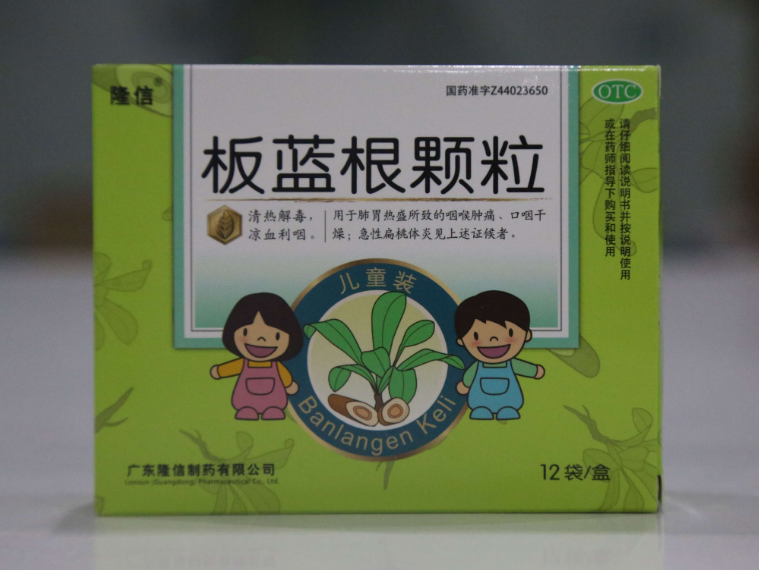 隆信®
国药准字Z44023650
OTC
请仔细阅读说明书并按说明使用
或在药师指导下购买和使用
板蓝根颗粒
清热解毒，
凉血利咽。
用于肺胃热盛所致的咽喉肿痛、口咽干
燥；急性扁桃体炎见上述证候者。
儿童装
Banlangen Keli
广东隆信制药有限公司
Lonsun (Guangdong) Pharmaceutical Co., Ltd.
12袋/盒